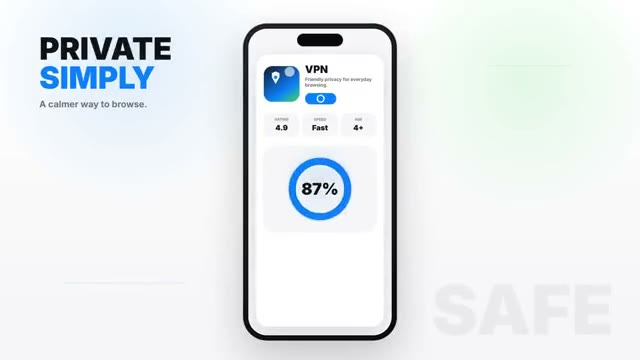 PRIVATE
SIMPLY
A calmer way to browse.
VPN
Friendly privacy for everyday
browsing.
RATING SPEED AGE
4.9 Fast 4+
87%
SAFE